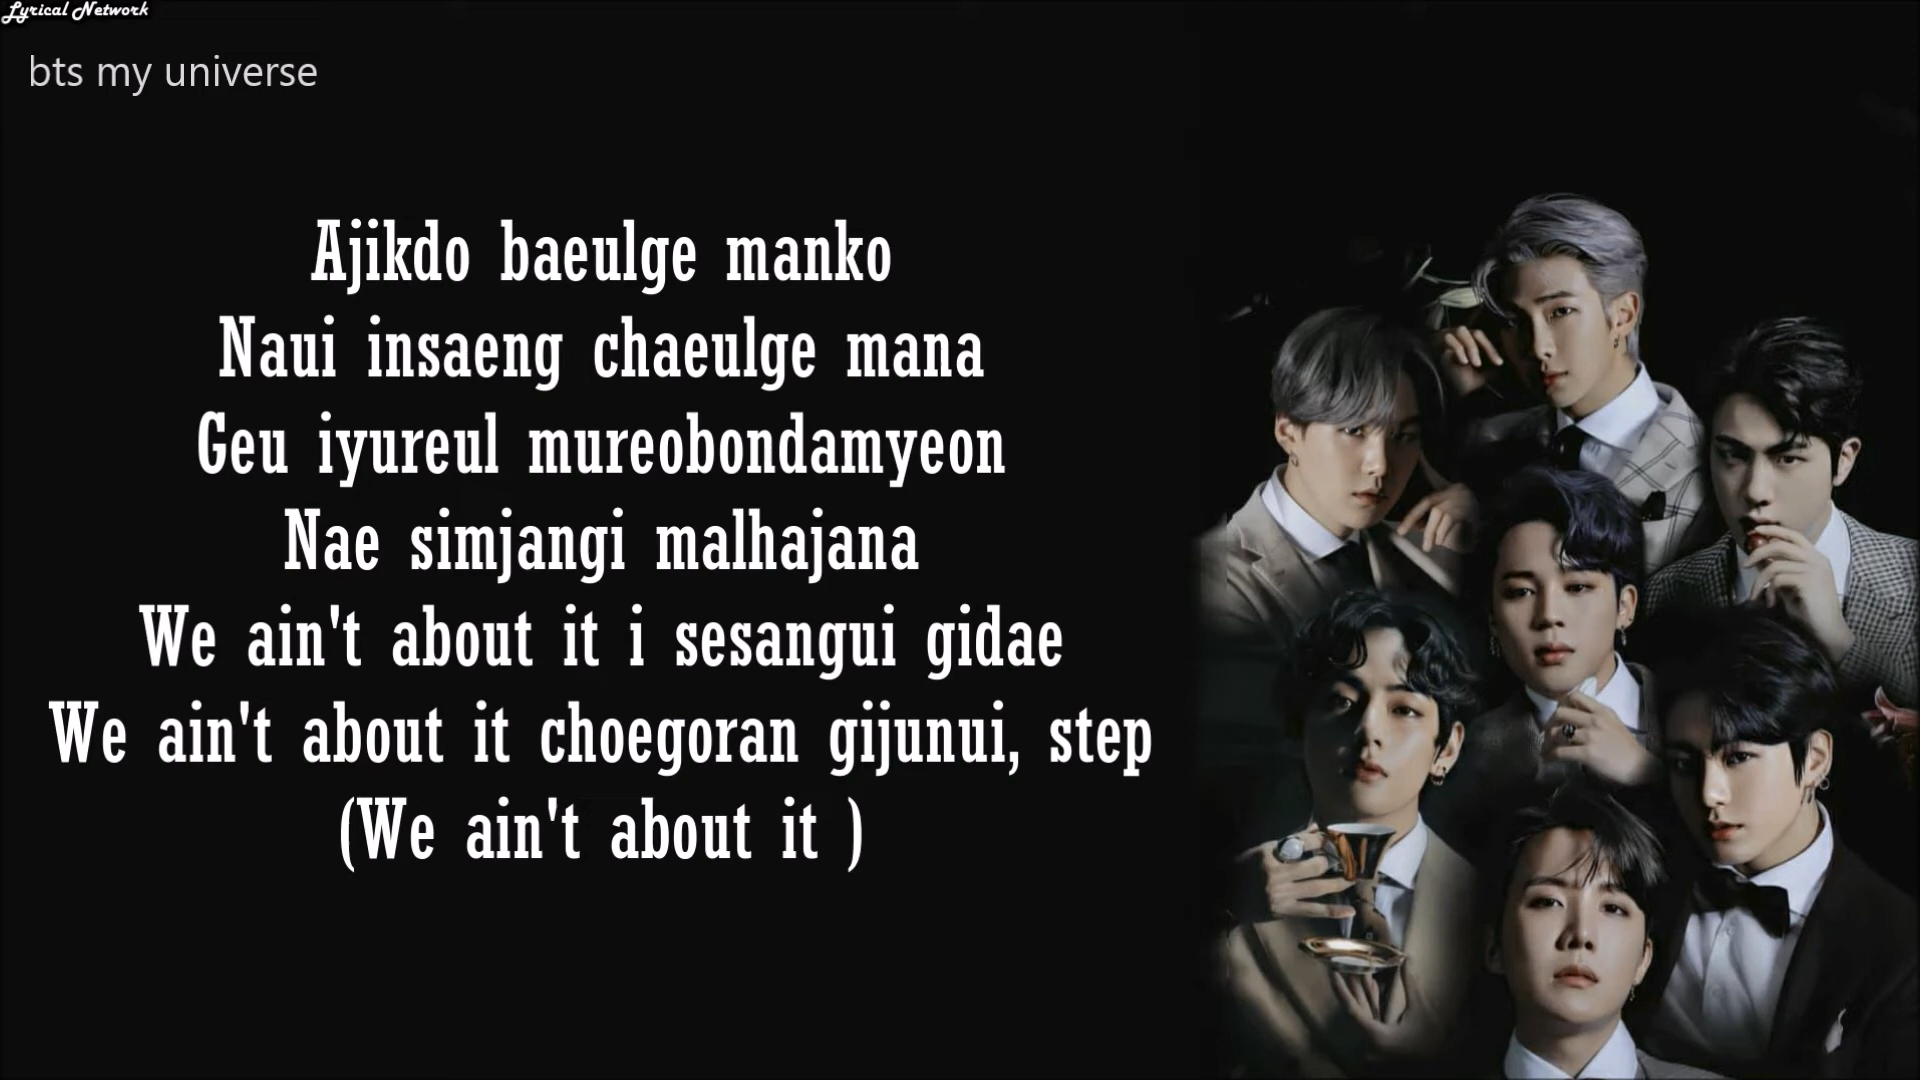 Lyrical Network
bts my universe
Ajikdo baeulge manko
Naui insaeng chaeulge mana
Geu iyureul mureobondamyeon
Nae simjangi malhajana
We ain't about it i sesangui gidae
We ain't about it choegoran gijunui, step
(We ain't about it )